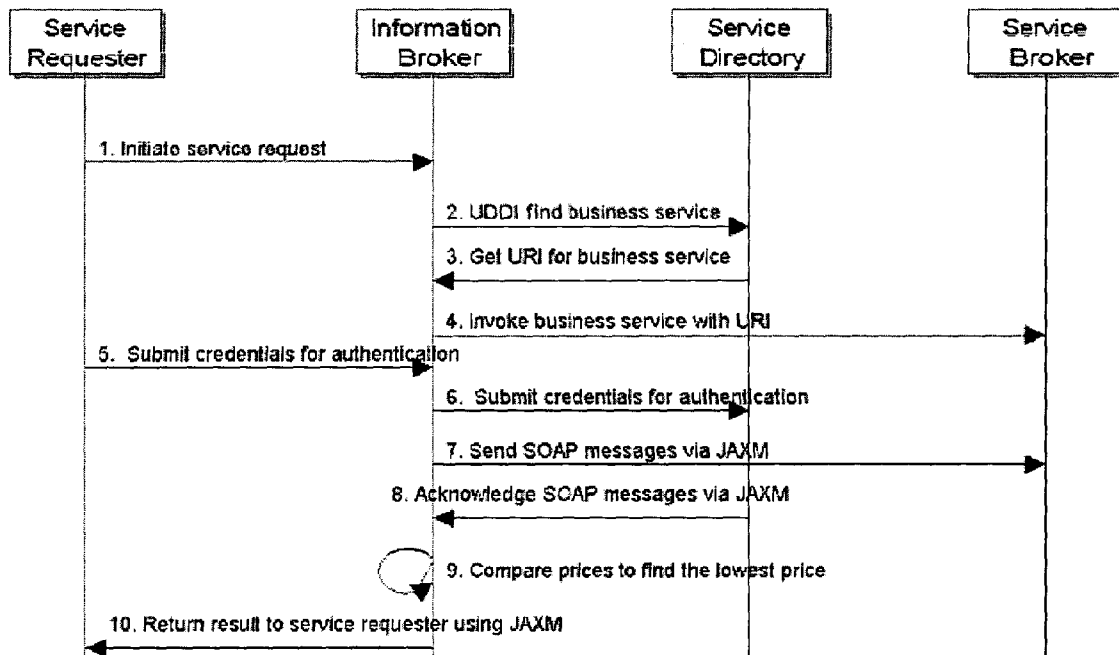 Service
Requester
Information
Broker
Service
Directory
Service
Broker
1. Initiate service request
2. UDDI find business service
3. Get URI for business service
4. Invoke business service with URI
5. Submit credentials for authentication
6. Submit credentials for authentication
7. Send SOAP messages via JAXM
8. Acknowledge SOAP messages via JAXM
9. Compare prices to find the lowest price
10. Return result to service requester using JAXM